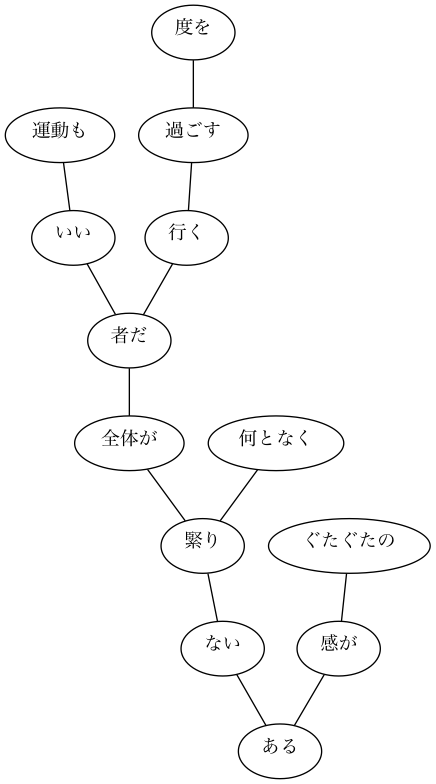 度を
運動も
過ごす
いい
行く
者だ
全体が
何となく
緊り
ぐたぐたの
ない
感が
ある